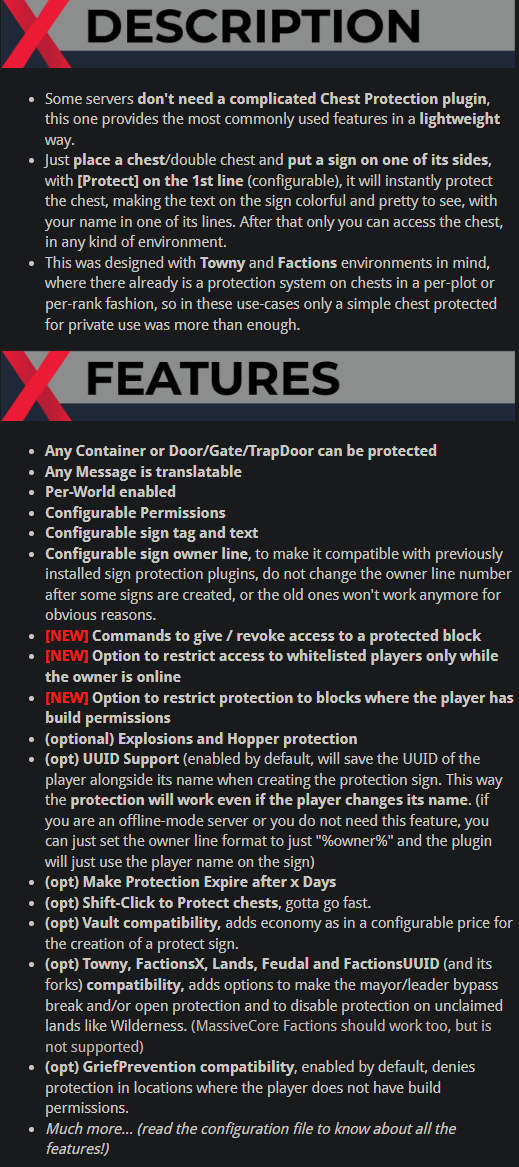 DESCRIPTION
Some servers don't need a complicated Chest Protection plugin,
this one provides the most commonly used features in a lightweight
way.
Just place a chest/double chest and put a sign on one of its sides,
with [Protect] on the 1st line (configurable), it will instantly protect
the chest, making the text on the sign colorful and pretty to see, with
your name in one of its lines. After that only you can access the chest,
in any kind of environment.
This was designed with Towny and Factions environments in mind,
where there already is a protection system on chests in a per-plot or
per-rank fashion, so in these use-cases only a simple chest protected
for private use was more than enough.
FEATURES
Any Container or Door/Gate/TrapDoor can be protected
Any Message is translatable
Per-World enabled
Configurable Permissions
Configurable sign tag and text
Configurable sign owner line, to make it compatible with previously
installed sign protection plugins, do not change the owner line number
after some signs are created, or the old ones won't work anymore for
obvious reasons.
[NEW] Commands to give / revoke access to a protected block
[NEW] Option to restrict access to whitelisted players only while
the owner is online
[NEW] Option to restrict protection to blocks where the player has
build permissions
(optional) Explosions and Hopper protection
(opt) UUID Support (enabled by default, will save the UUID of the
player alongside its name when creating the protection sign. This way
the protection will work even if the player changes its name. (if
you are an offline-mode server or you do not need this feature, you
can just set the owner line format to just "%owner%" and the plugin
will just use the player name on the sign)
(opt) Make Protection Expire after x Days
(opt) Shift-Click to Protect chests, gotta go fast.
(opt) Vault compatibility, adds economy as in a configurable price for
the creation of a protect sign.
(opt) Towny, FactionsX, Lands, Feudal and FactionsUUID (and its
forks) compatibility, adds options to make the mayor/leader bypass
break and/or open protection and to disable protection on unclaimed
lands like Wilderness. (MassiveCore Factions should work too, but is
not supported)
(opt) GriefPrevention compatibility, enabled by default, denies
protection in locations where the player does not have build
permissions.
Much more... (read the configuration file to know about all the
features!)